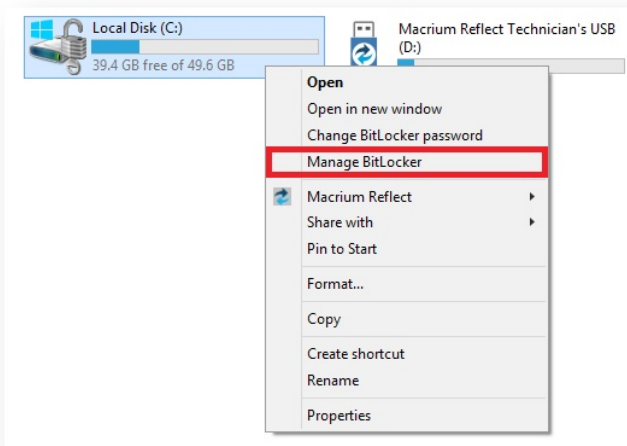 Local Disk (C:)
39.4 GB free of 49.6 GB
Macrium Reflect Technician's USB
(D:)
Open
Open in new window
Change BitLocker password
Manage BitLocker
Macrium Reflect
Share with
Pin to Start
Format...
Copy
Create shortcut
Rename
Properties